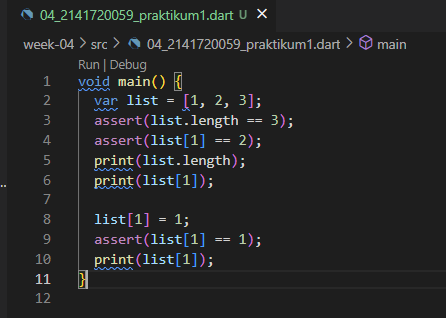 04_2141720059_praktikum1.dart U
week-04 > src > 04_2141720059_praktikum1.dart > main
Run | Debug
1 void main() {
2 var list = [1, 2, 3];
3 assert(list.length == 3);
4 assert(list[1] == 2);
5 print(list.length);
6 print(list[1]);
7
8 list[1] = 1;
9 assert(list[1] == 1);
10 print(list[1]);
11 }
12